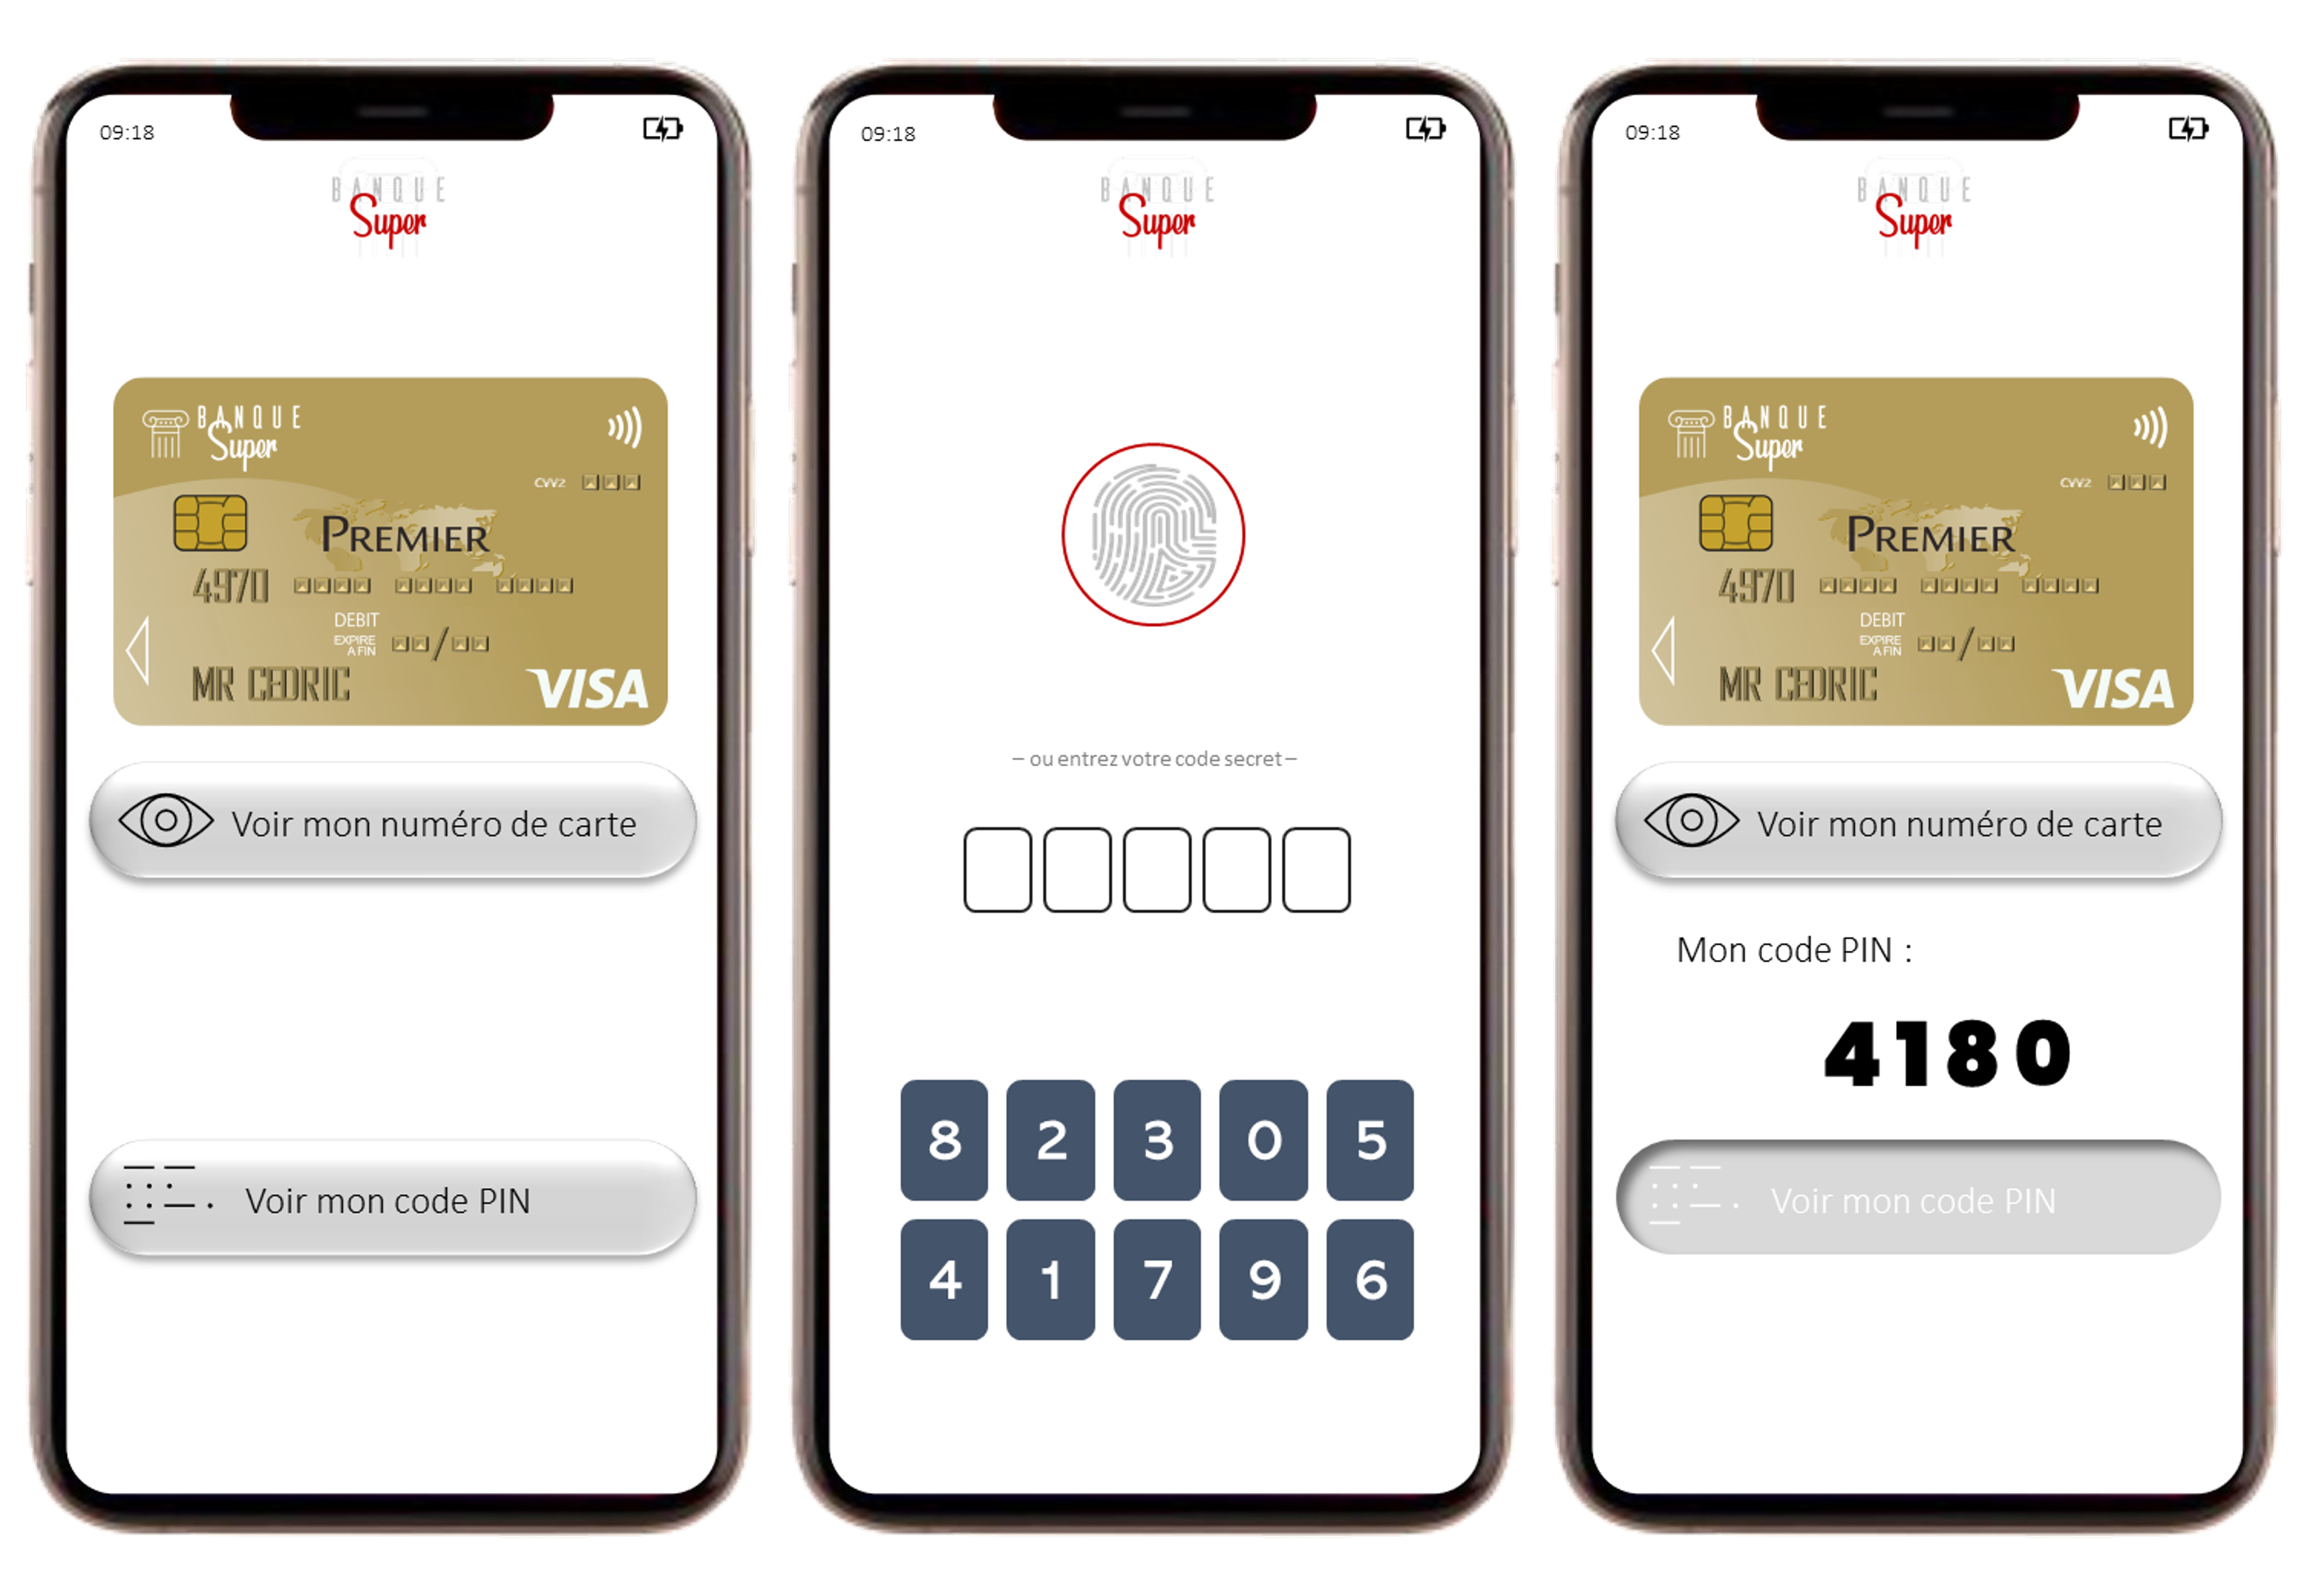 09:18
BANQUE
Super
BANQUE
Super
CVV2
PREMIER
4970
DEBIT
EXPIRE
A FIN
/
MR CEDRIC
VISA
Voir mon numéro de carte
Voir mon code PIN
09:18
BANQUE
Super
– ou entrez votre code secret –
8 2 3 0 5
4 1 7 9 6
09:18
BANQUE
Super
BANQUE
Super
CVV2
PREMIER
4970
DEBIT
EXPIRE
A FIN
/
MR CEDRIC
VISA
Voir mon numéro de carte
Mon code PIN :
4180
Voir mon code PIN